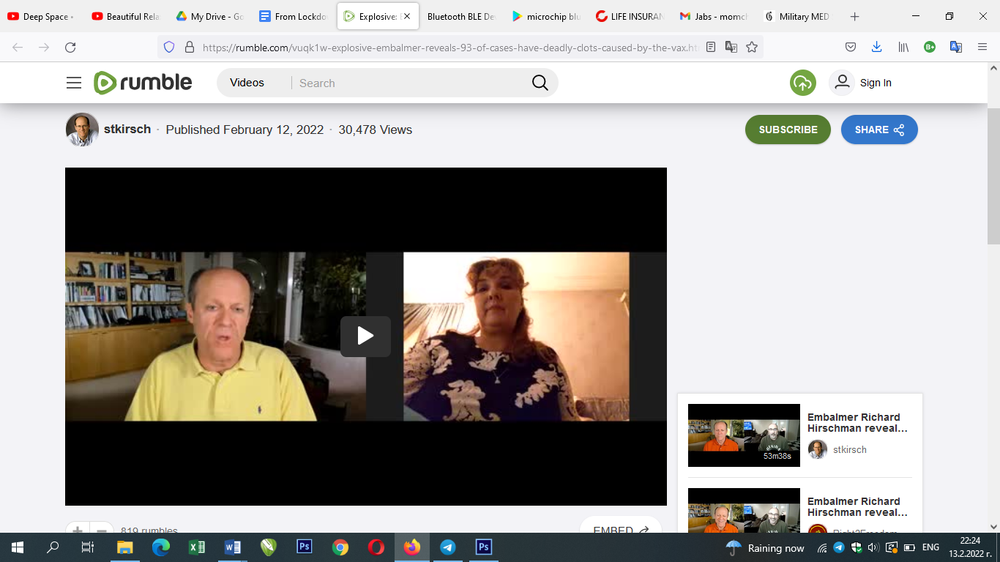 Deep Space •
Beautiful Rela
My Drive - Go
From Lockdo
Explosive:
Bluetooth BLE De
microchip blu
LIFE INSURAN
Jabs - momch
Military MED
https://rumble.com/vuqk1w-explosive-embalmer-reveals-93-of-cases-have-deadly-clots-caused-by-the-vax.ht
B+
rumble
Videos
Search
Sign In
stkirsch · Published February 12, 2022 · 30,478 Views
SUBSCRIBE
SHARE
Embalmer Richard
Hirschman reveal…
stkirsch
53m38s
Embalmer Richard
Hirschman reveal…
Right2Freedom
819 rumbles
EMBED
Ps
Ps
Raining now
ENG
22:24
13.2.2022 г.